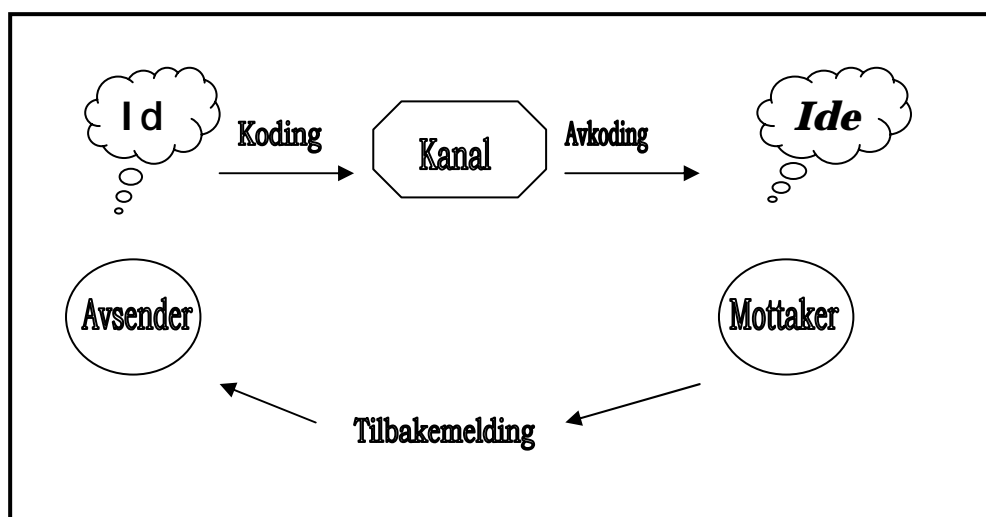 Id
Koding
Kanal
Avkoding
Ide
Avsender
Mottaker
Tilbakemelding